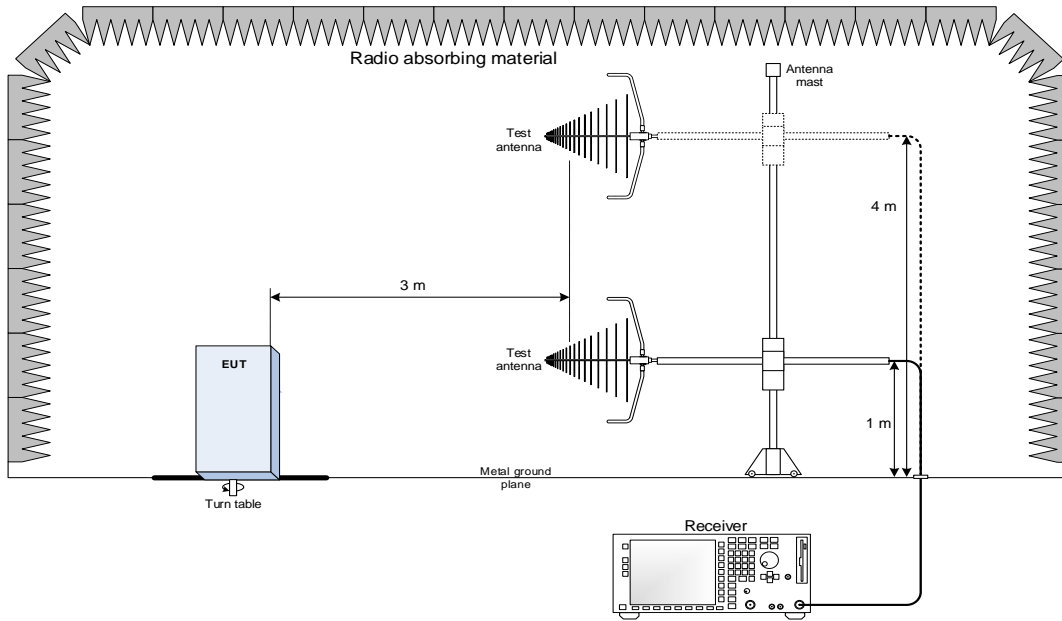 Radio absorbing material
Antenna
mast
Test
antenna
4 m
3 m
EUT
Test
antenna
1 m
Metal ground
plane
Turn table
Receiver